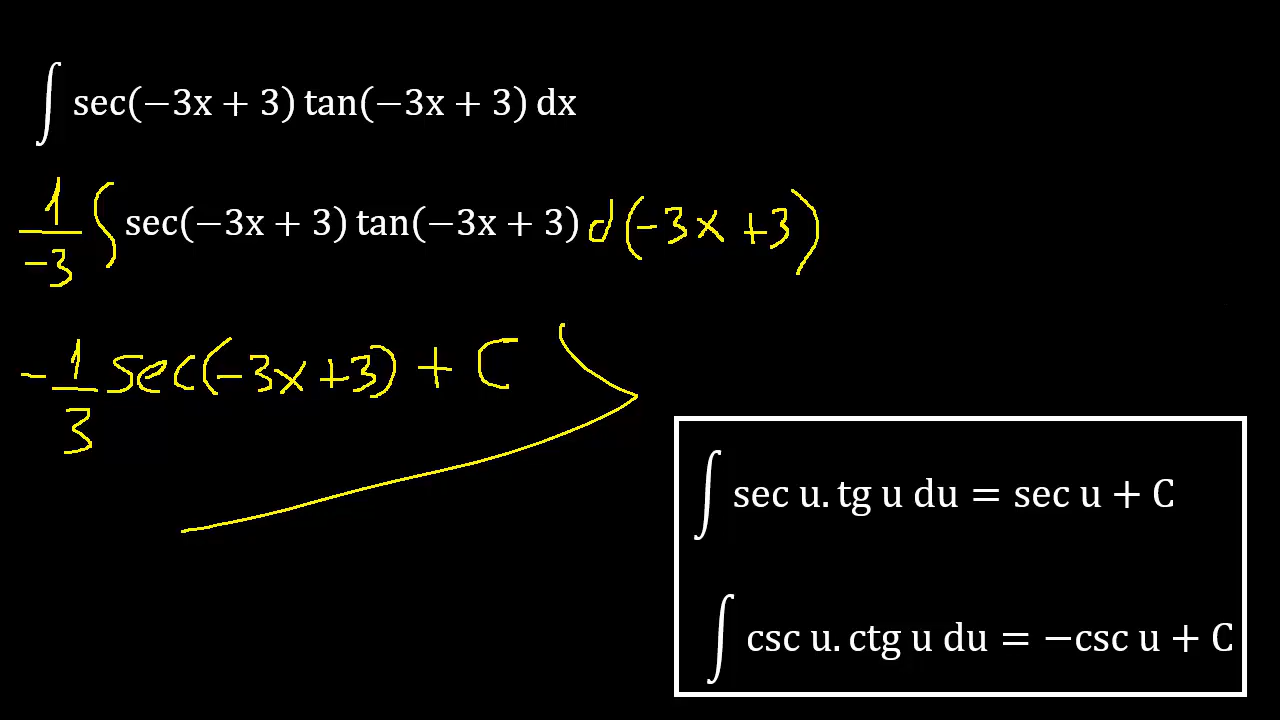 ∫ sec(−3x + 3) tan(−3x + 3) dx
1/-3 ∫ sec(−3x + 3) tan(−3x + 3) d(-3x +3)
- 1/3 sec(-3x +3) + C
∫ sec u. tg u du = sec u + C
∫ csc u. ctg u du = −csc u + C